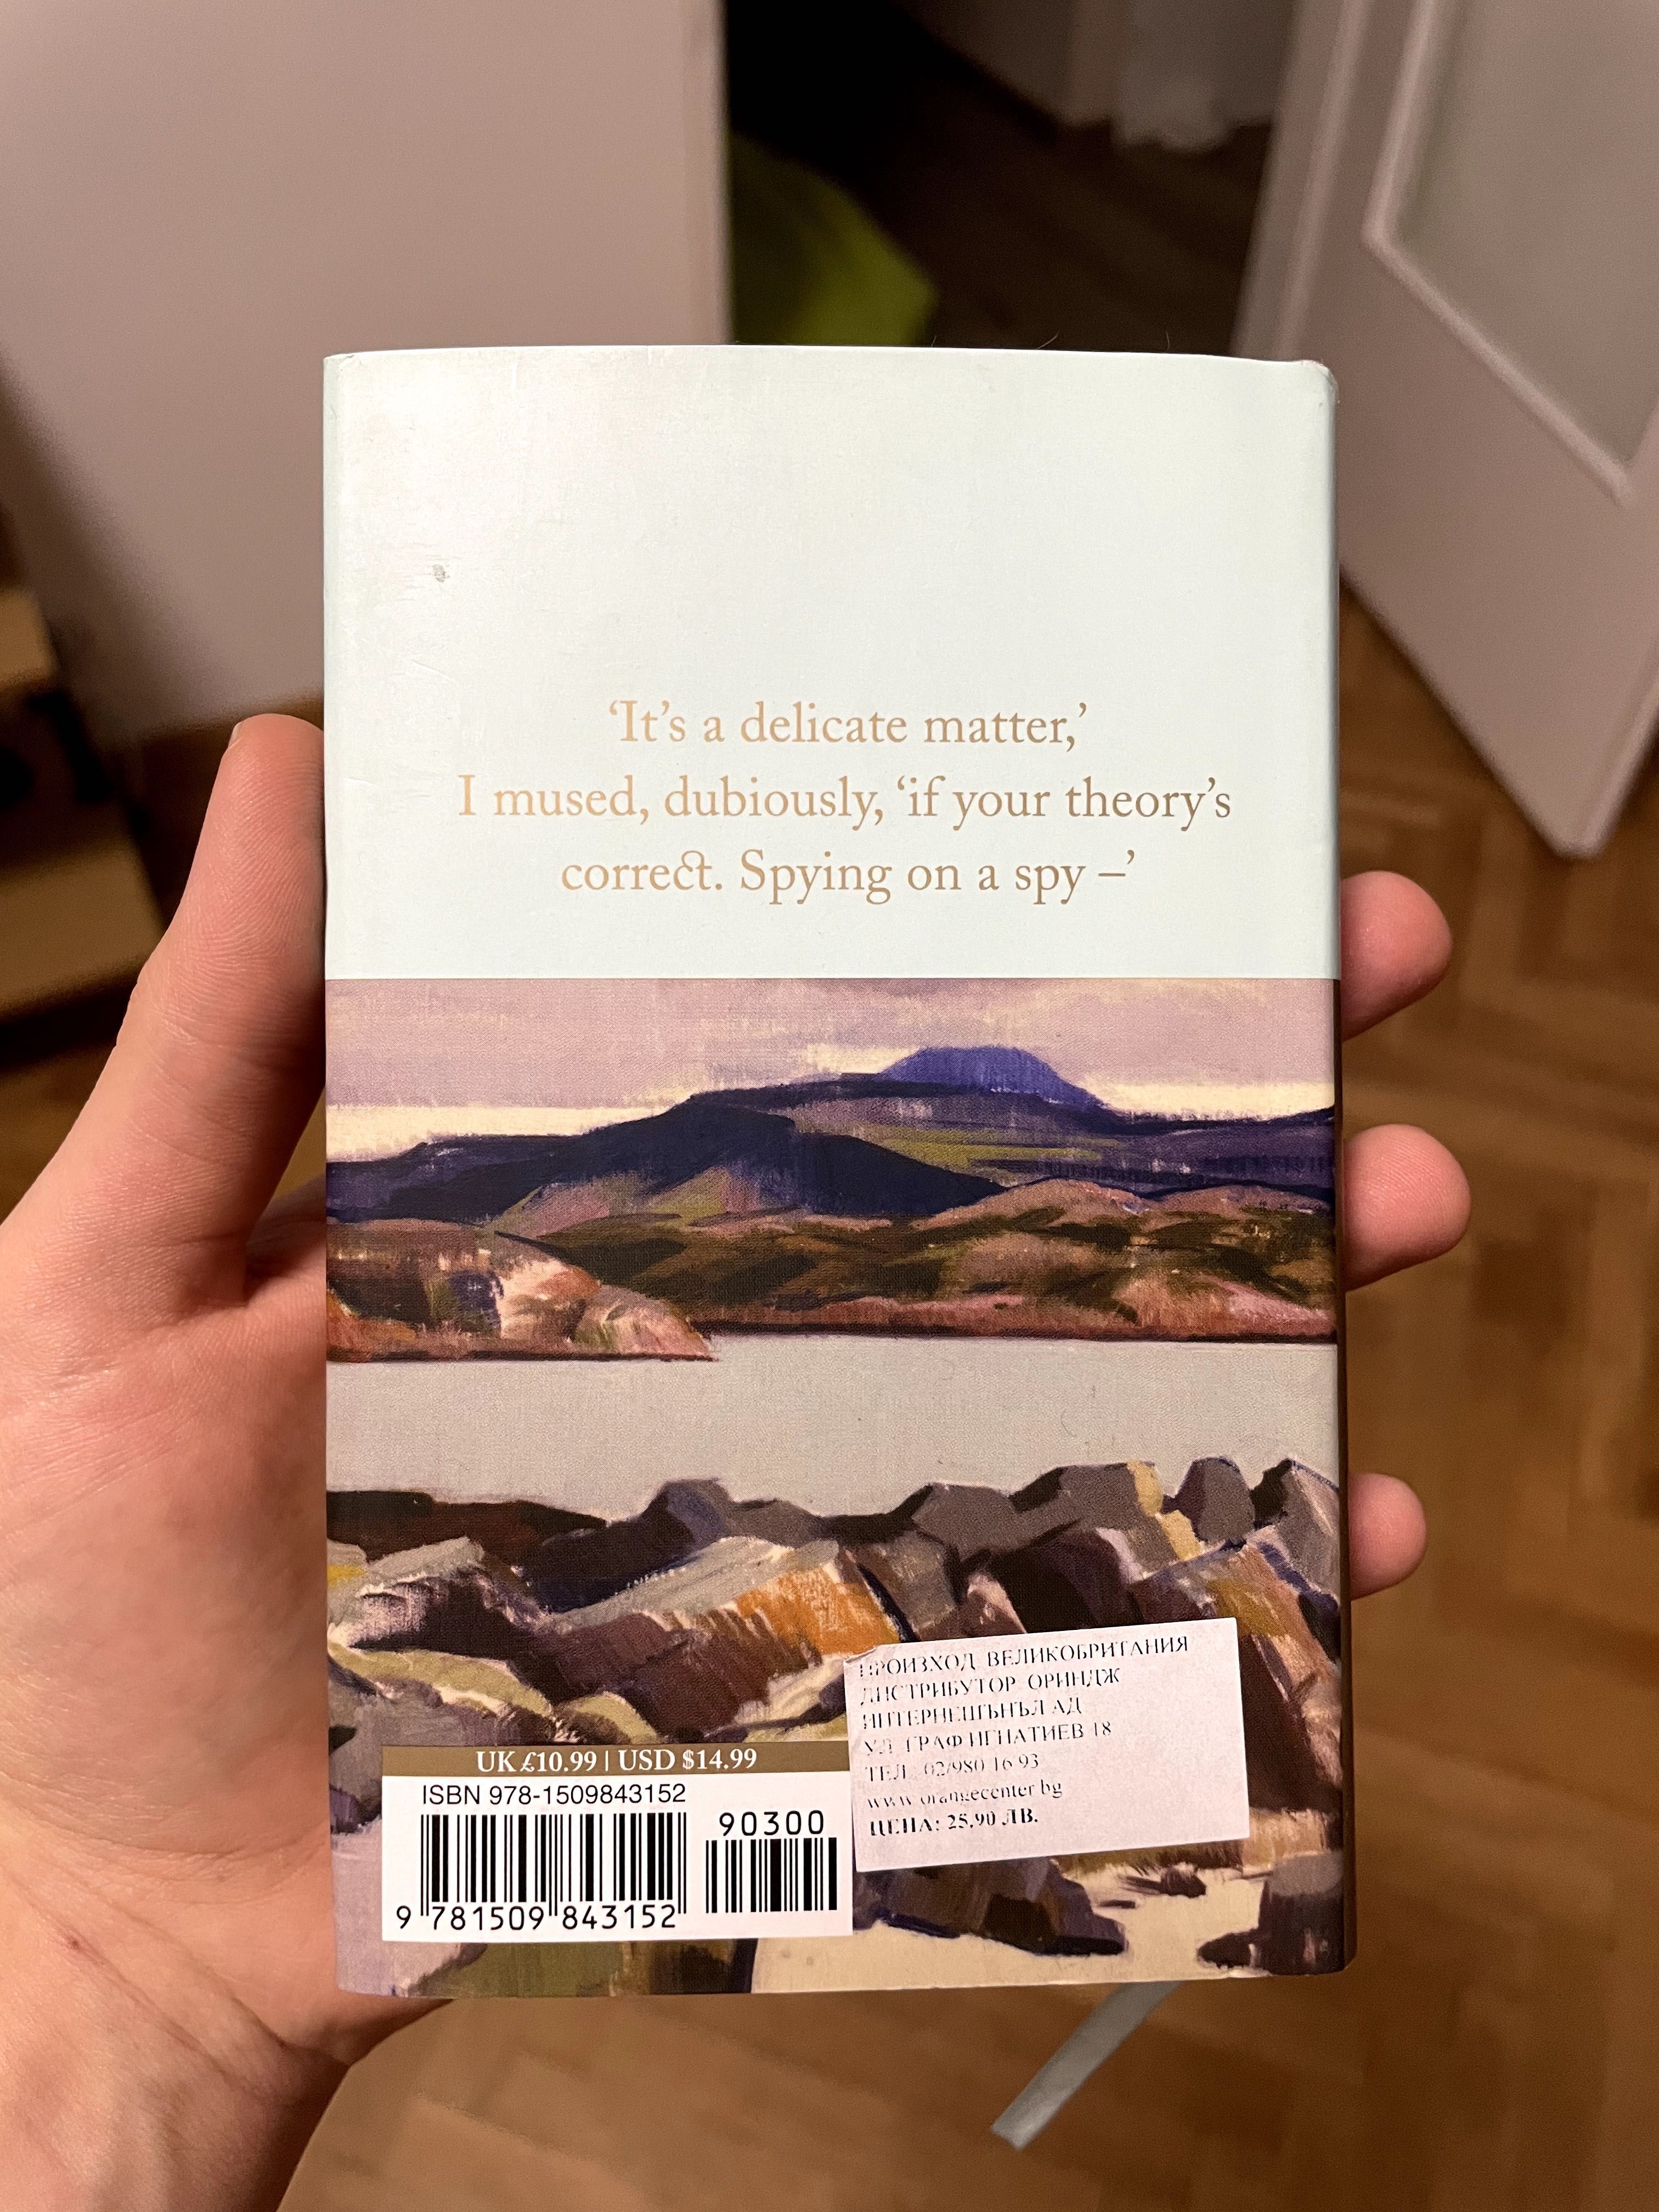 ‘It’s a delicate matter,’
I mused, dubiously, ‘if your theory’s
correct. Spying on a spy –’
UK £10.99 | USD $14.99
ISBN 978-1509843152
90300
9 781509 843152
ПРОИЗХОД ВЕЛИКОБРИТАНИЯ
ДИСТРИБУТОР ОРИНДЖ
ИНТЕРНЕШЪНЪЛ АД
УЛ. ГРАФ ИГНАТИЕВ 18
ТЕЛ. 02/980 16 93
www.orangecenter.bg
ЦЕНА: 25.90 ЛВ.